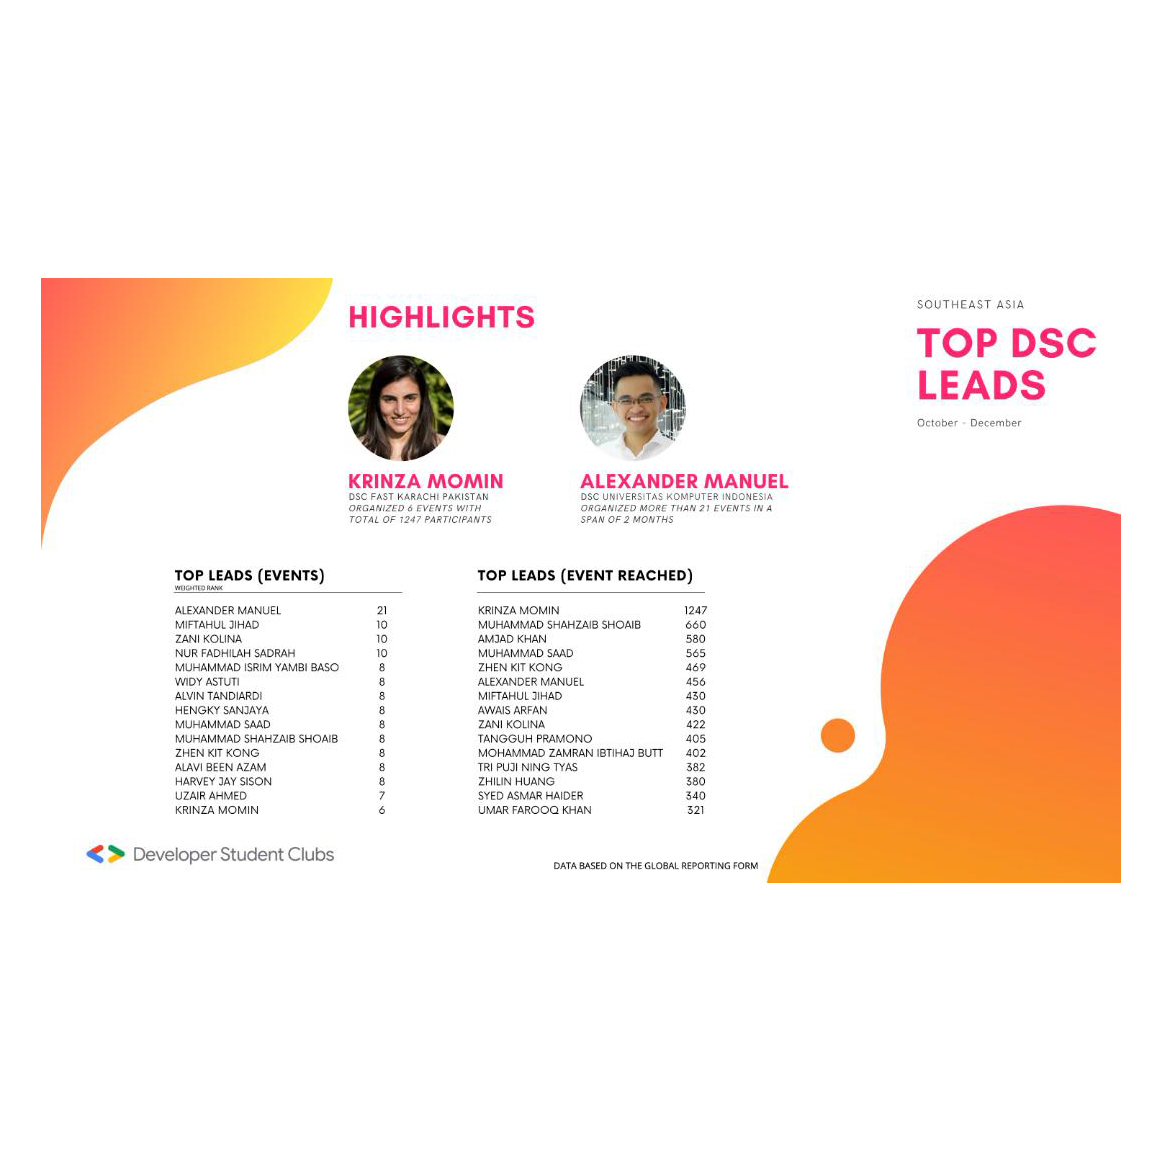 HIGHLIGHTS
KRINZA MOMIN
DSC FAST KARACHI PAKISTAN
ORGANIZED 6 EVENTS WITH
TOTAL OF 1247 PARTICIPANTS
ALEXANDER MANUEL
DSC UNIVERSITAS KOMPUTER INDONESIA
ORGANIZED MORE THAN 21 EVENTS IN A
SPAN OF 2 MONTHS
SOUTHEAST ASIA
TOP DSC
LEADS
October - December
TOP LEADS (EVENTS)
WEIGHTED RANK
ALEXANDER MANUEL 21
MIFTAHUL JIHAD 10
ZANI KOLINA 10
NUR FADHILAH SADRAH 10
MUHAMMAD ISRIM YAMBI BASO 8
WIDY ASTUTI 8
ALVIN TANDIARDI 8
HENGKY SANJAYA 8
MUHAMMAD SAAD 8
MUHAMMAD SHAHZAIB SHOAIB 8
ZHEN KIT KONG 8
ALAVI BEEN AZAM 8
HARVEY JAY SISON 8
UZAIR AHMED 7
KRINZA MOMIN 6
TOP LEADS (EVENT REACHED)
KRINZA MOMIN 1247
MUHAMMAD SHAHZAIB SHOAIB 660
AMJAD KHAN 580
MUHAMMAD SAAD 565
ZHEN KIT KONG 469
ALEXANDER MANUEL 456
MIFTAHUL JIHAD 430
AWAIS ARFAN 430
ZANI KOLINA 422
TANGGUH PRAMONO 405
MOHAMMAD ZAMRAN IBTIHAJ BUTT 402
TRI PUJI NING TYAS 382
ZHILIN HUANG 380
SYED ASMAR HAIDER 340
UMAR FAROOQ KHAN 321
Developer Student Clubs
DATA BASED ON THE GLOBAL REPORTING FORM